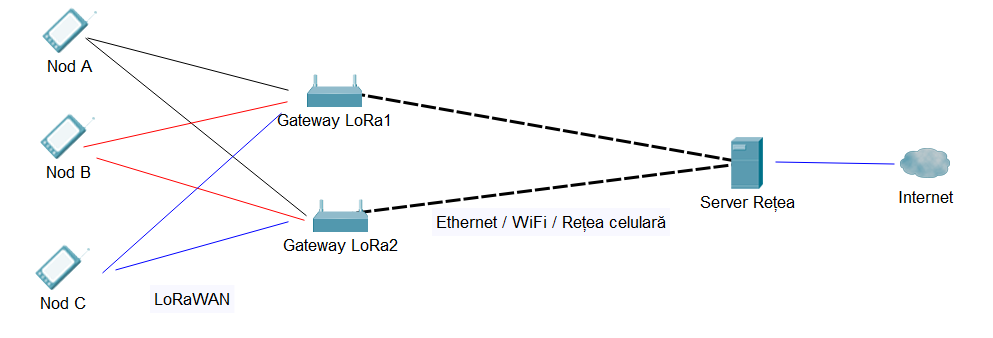 Nod A
Gateway LoRa1
Nod B
Server Rețea
Internet
Ethernet / WiFi / Rețea celulară
Gateway LoRa2
Nod C
LoRaWAN